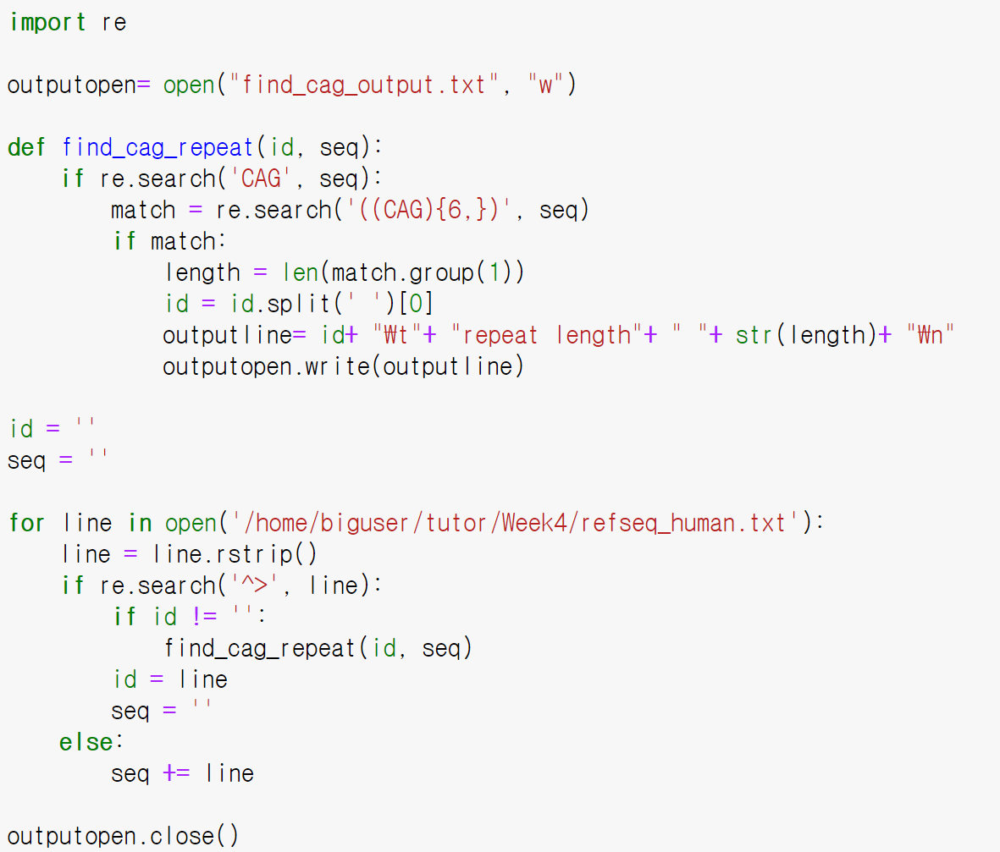 import re

outputopen= open("find_cag_output.txt", "w")

def find_cag_repeat(id, seq):
    if re.search('CAG', seq):
        match = re.search('((CAG){6,})', seq)
        if match:
            length = len(match.group(1))
            id = id.split(' ')[0]
            outputline= id+ "₩t"+ "repeat length"+ " "+ str(length)+ "₩n"
            outputopen.write(outputline)

id = ''
seq = ''

for line in open('/home/biguser/tutor/Week4/refseq_human.txt'):
    line = line.rstrip()
    if re.search('^>', line):
        if id != '':
            find_cag_repeat(id, seq)
        id = line
        seq = ''
    else:
        seq += line

outputopen.close()